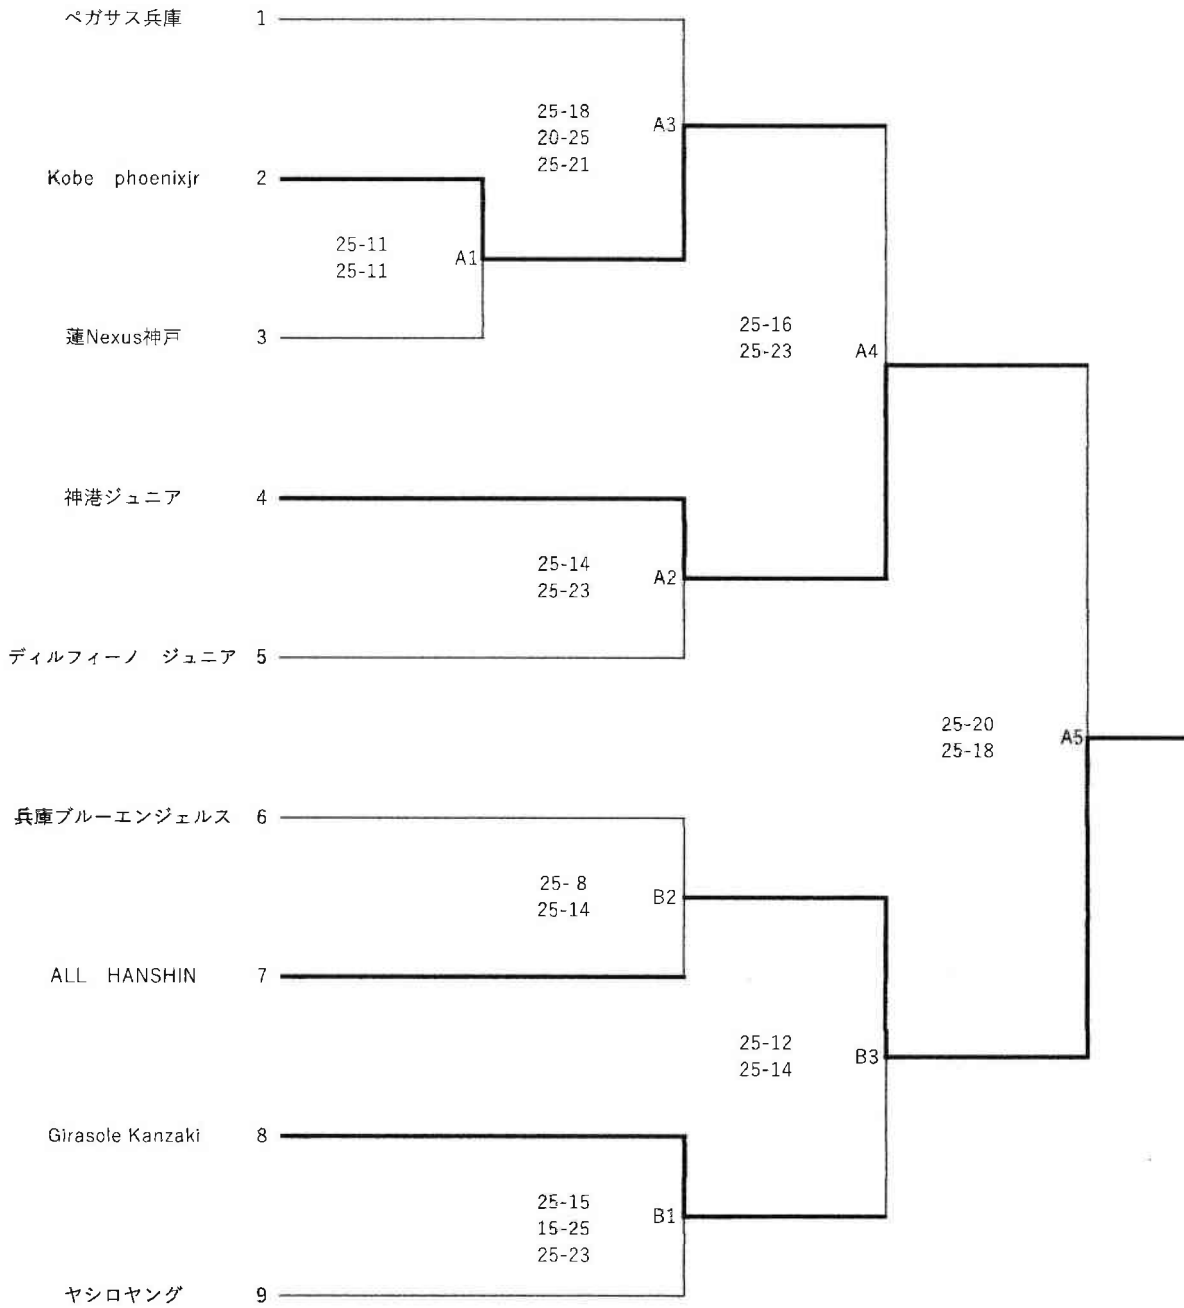 ペガサス兵庫 1
25-18
20-25
25-21
A3
Kobe phoenixjr 2
25-11
25-11
A1
蓮Nexus神戸 3
25-16
25-23
A4
神港ジュニア 4
25-14
25-23
A2
ディルフィーノ ジュニア 5
25-20
25-18
A5
兵庫ブルーエンジェルス 6
25- 8
25-14
B2
ALL HANSHIN 7
25-12
25-14
B3
Girasole Kanzaki 8
25-15
15-25
25-23
B1
ヤシロヤング 9